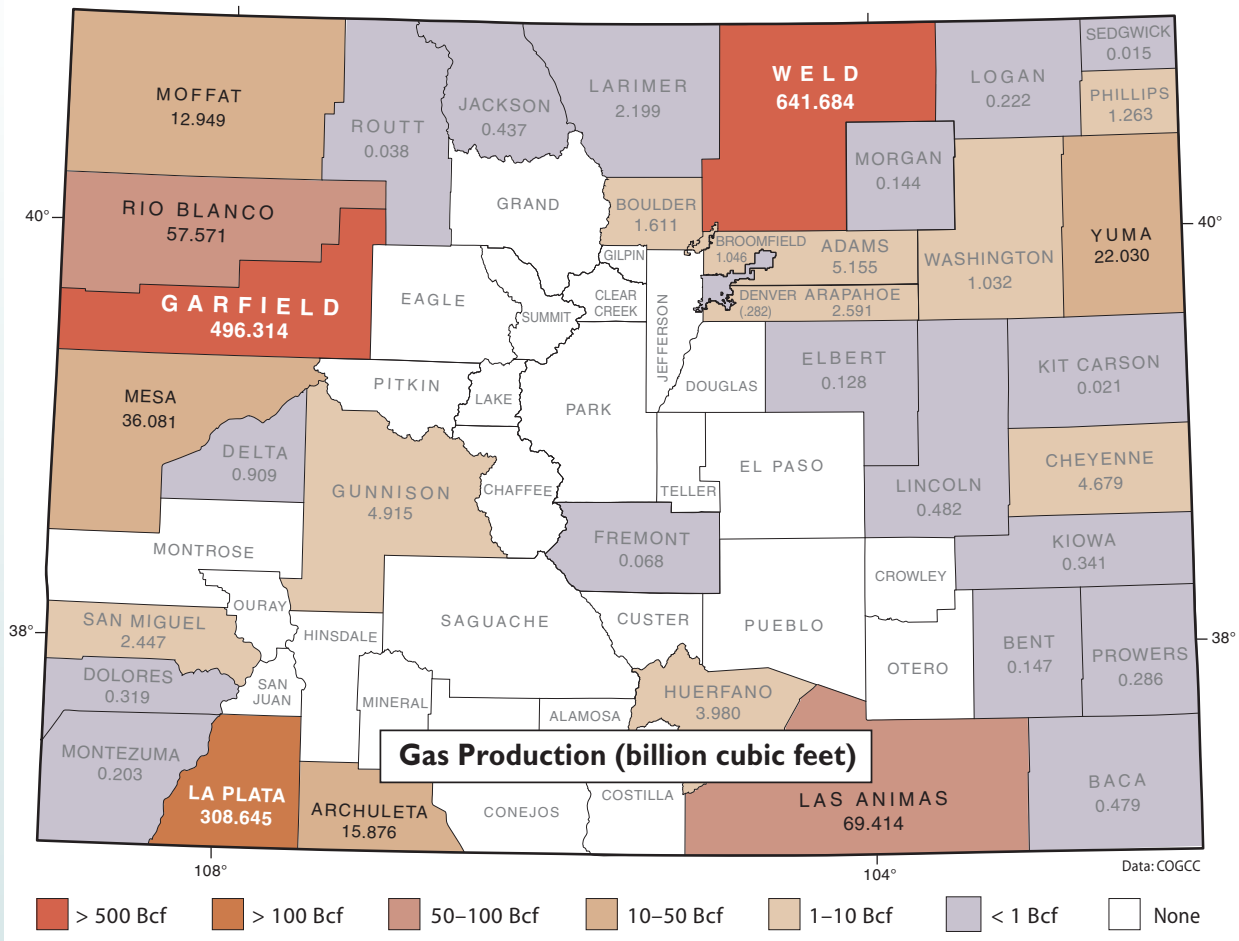 SEDGWICK
0.015
WELD
641.684
LOGAN
0.222
LARIMER
2.199
MOFFAT
12.949
JACKSON
0.437
PHILLIPS
1.263
ROUTT
0.038
MORGAN
0.144
GRAND
BOULDER
1.611
RIO BLANCO
57.571
40°
40°
YUMA
22.030
BROOMFIELD
1.046
ADAMS
5.155
WASHINGTON
1.032
GILPIN
EAGLE
CLEAR
CREEK
DENVER
(.282)
ARAPAHOE
2.591
GARFIELD
496.314
SUMMIT
JEFFERSON
ELBERT
0.128
KIT CARSON
0.021
PITKIN
DOUGLAS
MESA
36.081
LAKE
PARK
DELTA
0.909
EL PASO
CHEYENNE
4.679
GUNNISON
4.915
CHAFFEE
TELLER
LINCOLN
0.482
FREMONT
0.068
KIOWA
0.341
MONTROSE
CROWLEY
OURAY
SAGUACHE
CUSTER
PUEBLO
SAN MIGUEL
2.447
38°
38°
HINSDALE
BENT
0.147
PROWERS
0.286
OTERO
DOLORES
0.319
SAN
JUAN
MINERAL
HUERFANO
3.980
ALAMOSA
MONTEZUMA
0.203
Gas Production (billion cubic feet)
LA PLATA
308.645
ARCHULETA
15.876
CONEJOS
COSTILLA
LAS ANIMAS
69.414
BACA
0.479
108°
104°
Data: COGCC
> 500 Bcf
> 100 Bcf
50–100 Bcf
10–50 Bcf
1–10 Bcf
< 1 Bcf
None